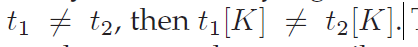 t₁ ≠ t₂, then t₁[K] ≠ t₂[K].